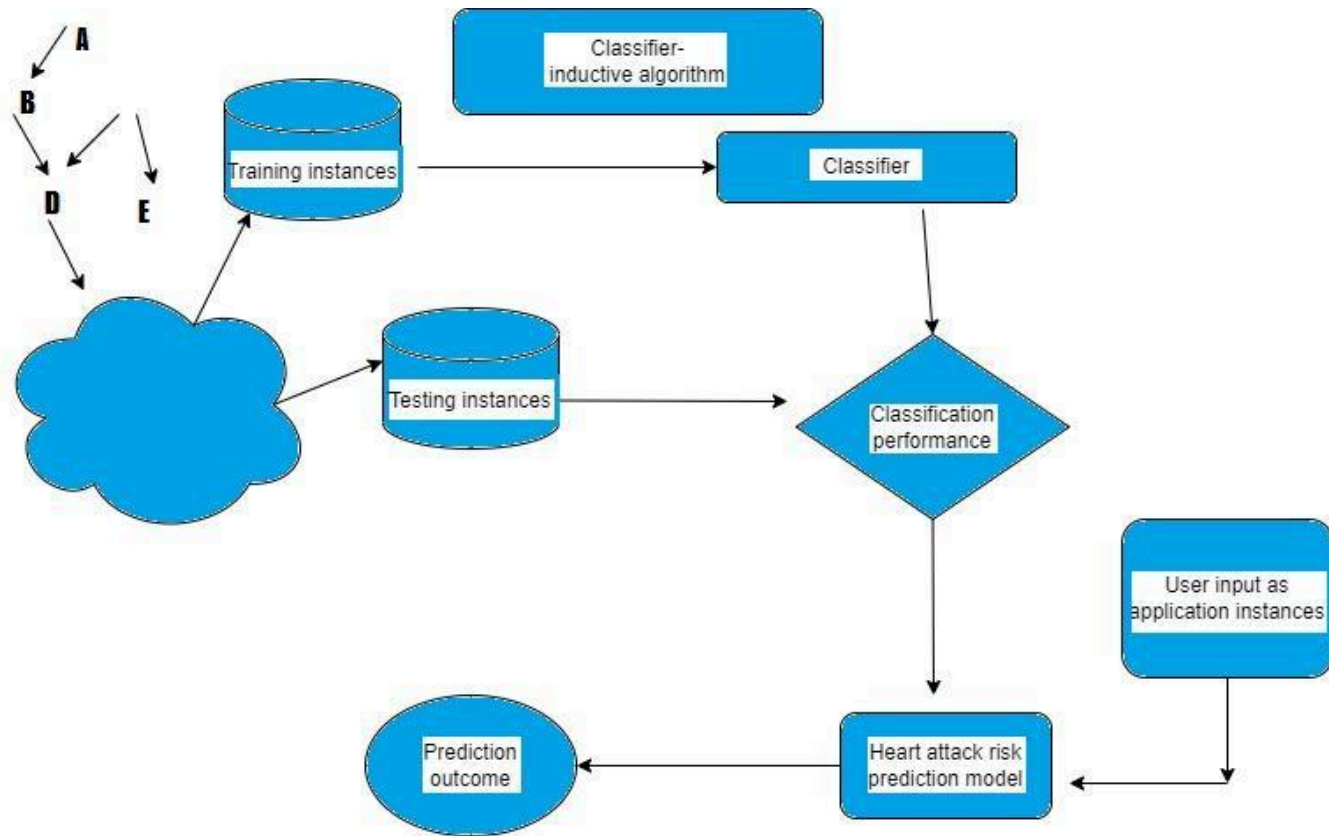 A
B
D
E
Classifier-
inductive algorithm
Training instances
Classifier
Testing instances
Classification
performance
User input as
application instances
Prediction
outcome
Heart attack risk
prediction model